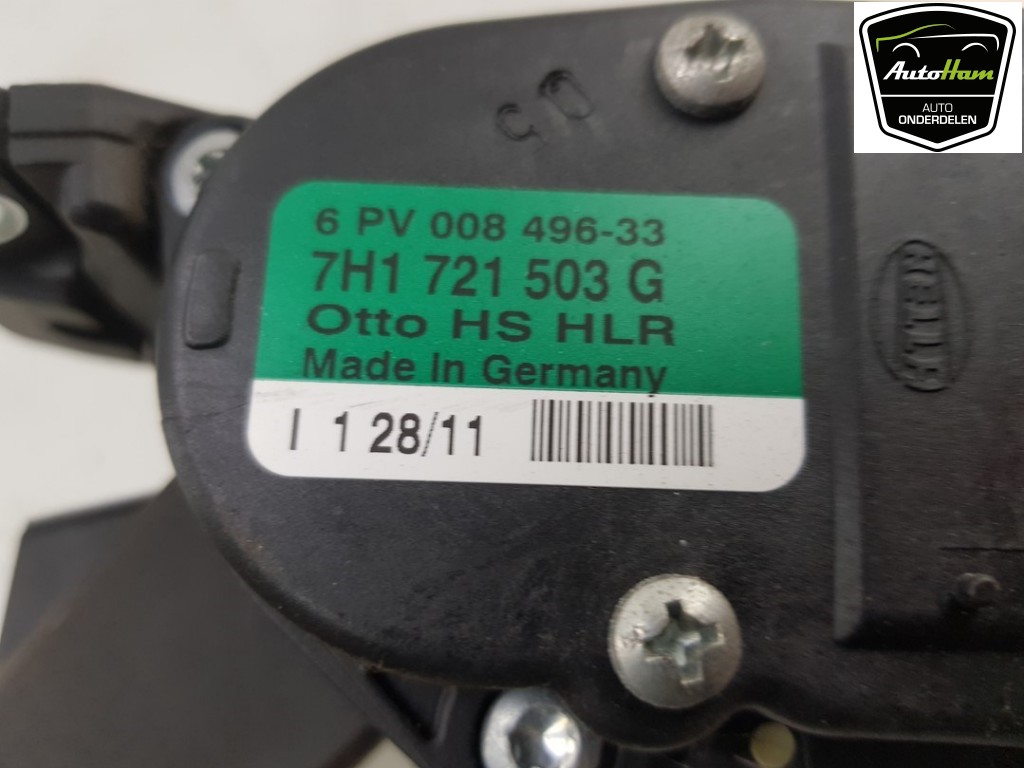 AutoHam
AUTO
ONDERDELEN
6 PV 008 496-33
7H1 721 503 G
Otto HS HLR
Made In Germany
I 1 28/11
HELLA